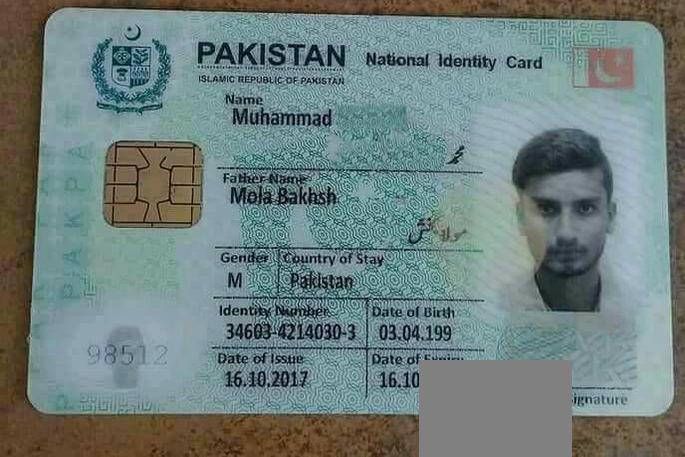 PAKISTAN National Identity Card
ISLAMIC REPUBLIC OF PAKISTAN
Name
Muhammad
محمد
Father Name
Mola Bakhsh
مولا بخش
Gender Country of Stay
M Pakistan
Identity Number Date of Birth
34603-4214030-3 03.04.199
Date of Issue Date of Expiry
16.10.2017 16.10
98512
Signature